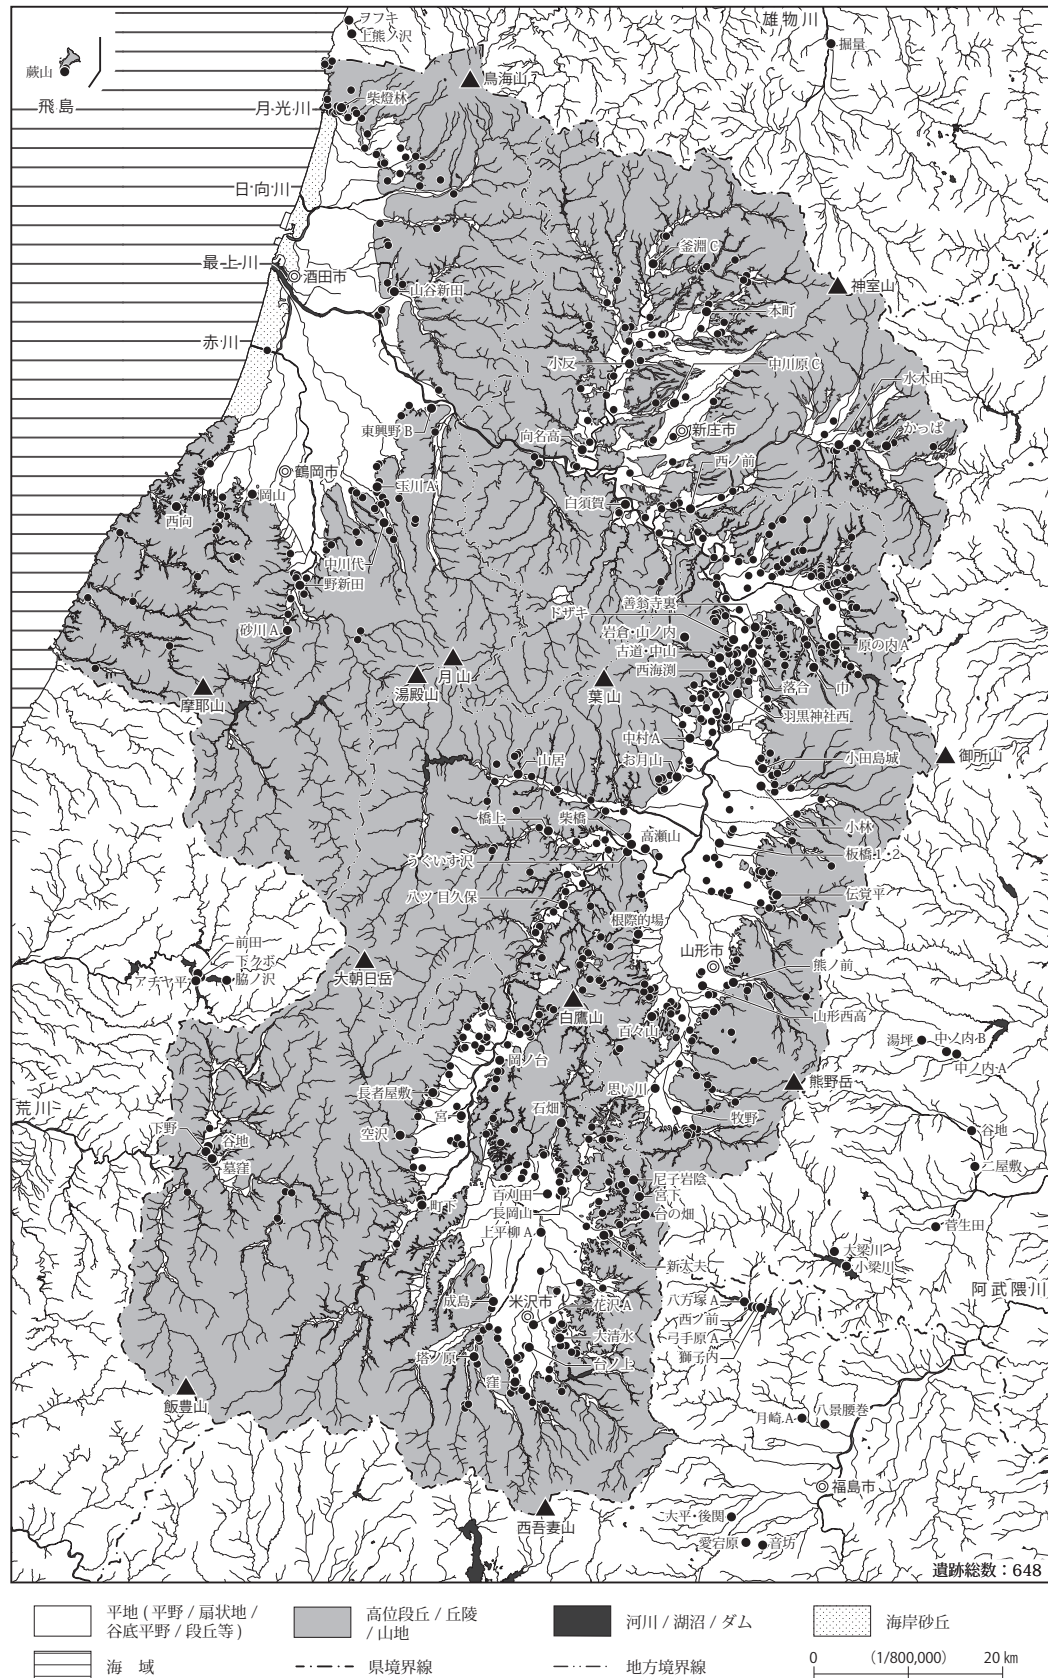 ヲフキ
上熊ノ沢
雄物川
掘量
蕨山
飛島
鳥海山
月・光・川
柴燈林
日・向・川
釜淵 C
最・上・川
酒田市
山谷新田
神室山
本町
赤・川
小反
中川原 C
水木田
かっぱ
東興野 B
向名高
新庄市
西ノ前
鶴岡市
岡山
玉川 A
白須賀
西向
中川代
野新田
善翁寺裏
ドザキ
砂川 A
岩倉・山ノ内
古道・中山
西海渕
原の内A
月山
湯殿山
葉山
落合
巾
摩耶山
羽黒神社西
中村 A
山居
お月山
小田島城
御所山
橋上
柴橋
高瀬山
小林
うぐいす沢
板橋 1・2
八ツ目久保
伝覚平
根際的場
山形市
前田
下クボ
アチヤ平
脇ノ沢
大朝日岳
熊ノ前
白鷹山
百々山
山形西高
湯坪
中ノ内 B
中ノ内 A
岡ノ台
長者屋敷
宮
石畑
思い川
熊野岳
荒川
空沢
牧野
谷地
下野
谷地
墓窪
二屋敷
百刈田
長岡山
尼子岩陰
宮下
台の畑
町下
上平柳 A
菅生田
大梁川
小梁川
新太夫
阿武隈川
成島
米沢市
花沢 A
八方塚 A
西ノ前
弓手原 A
獅子内
大清水
塔ノ原
台ノ上
窪
飯豊山
月崎 A
八景腰巻
福島市
西吾妻山
大平・後関
愛宕原
音坊
遺跡総数：648
平地 ( 平野 / 扇状地 /
谷底平野 / 段丘等 )
高位段丘 / 丘陵
/ 山地
河川 / 湖沼 / ダム
海岸砂丘
海　域
県境界線
地方境界線
(1/800,000)
0
20 km